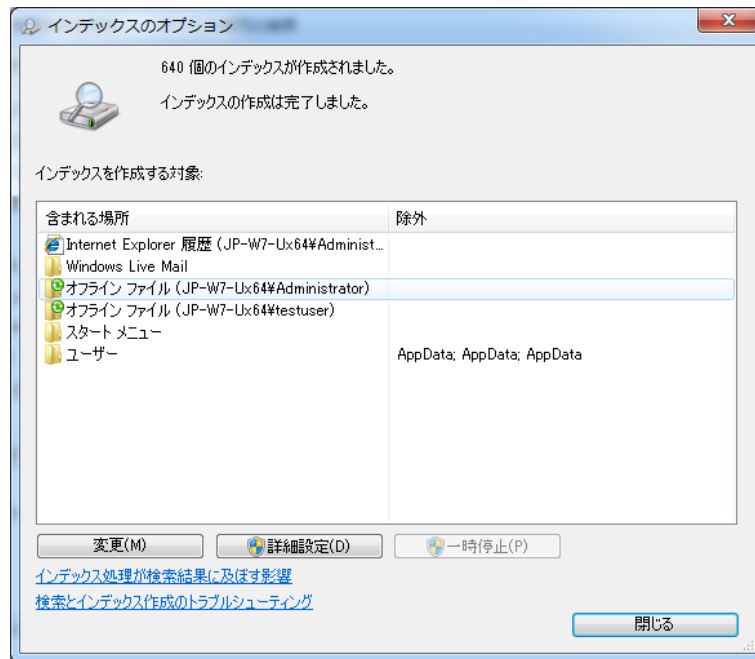 インデックスのオプション
640 個のインデックスが作成されました。
インデックスの作成は完了しました。
インデックスを作成する対象:
含まれる場所 除外
Internet Explorer 履歴 (JP-W7-Ux64¥Administ...
Windows Live Mail
オフライン ファイル (JP-W7-Ux64¥Administrator)
オフライン ファイル (JP-W7-Ux64¥testuser)
スタート メニュー
ユーザー AppData; AppData; AppData
変更(M) 詳細設定(D) 一時停止(P)
インデックス処理が検索結果に及ぼす影響
検索とインデックス作成のトラブルシューティング
閉じる